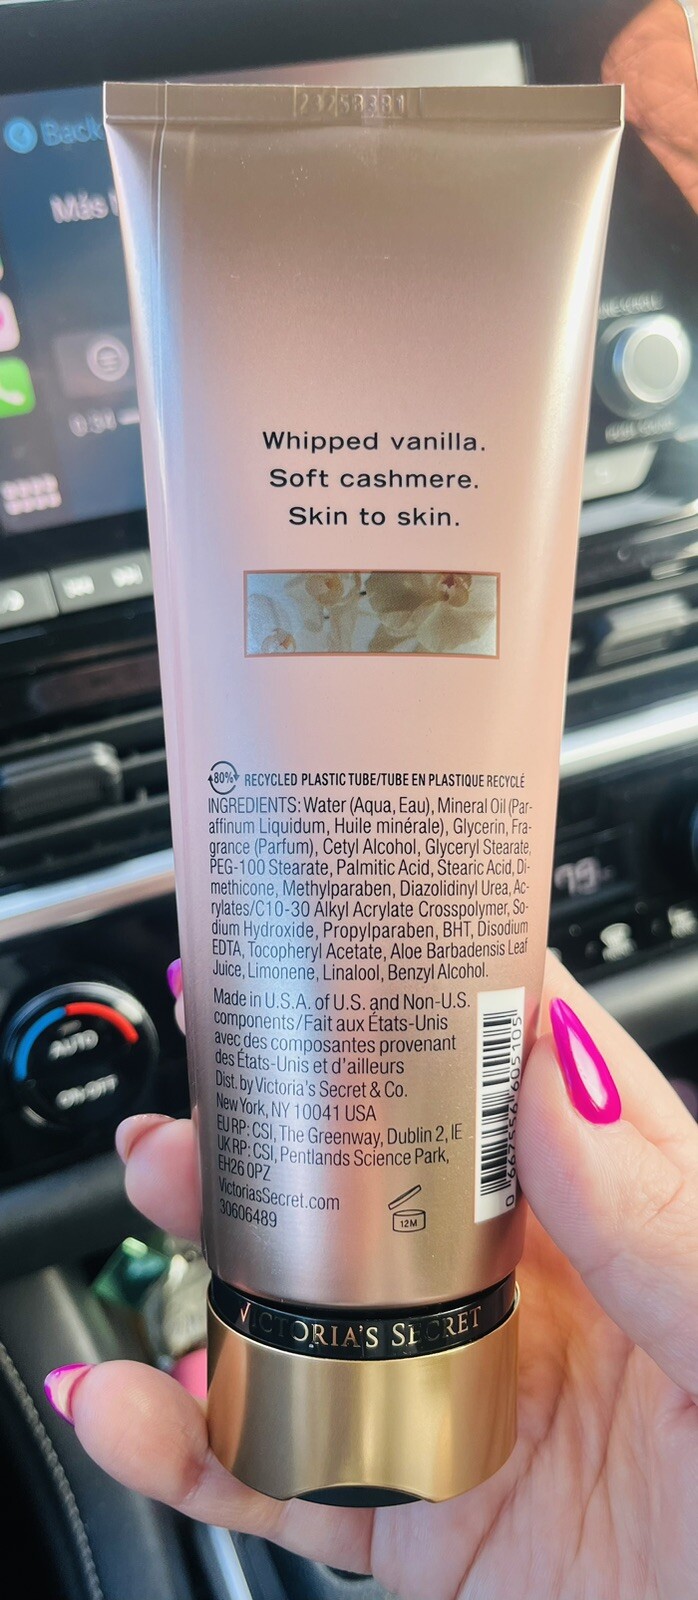 Back
Más
0:31
AUTO
ON/OFF
Whipped vanilla.
Soft cashmere.
Skin to skin.
80%
RECYCLED PLASTIC TUBE/TUBE EN PLASTIQUE RECYCLÉ
INGREDIENTS: Water (Aqua, Eau), Mineral Oil (Par-
affinum Liquidum, Huile minérale), Glycerin, Fra-
grance (Parfum), Cetyl Alcohol, Glyceryl Stearate,
PEG-100 Stearate, Palmitic Acid, Stearic Acid, Di-
methicone, Methylparaben, Diazolidinyl Urea, Ac-
rylates/C10-30 Alkyl Acrylate Crosspolymer, So-
dium Hydroxide, Propylparaben, BHT, Disodium
EDTA, Tocopheryl Acetate, Aloe Barbadensis Leaf
Juice, Limonene, Linalool, Benzyl Alcohol.
Made in U.S.A. of U.S. and Non-U.S.
components/Fait aux États-Unis
avec des composantes provenant
des États-Unis et d'ailleurs
Dist. by Victoria's Secret & Co.
New York, NY 10041 USA
EU RP: CSI, The Greenway, Dublin 2, IE
UK RP: CSI, Pentlands Science Park,
EH26 0PZ
VictoriasSecret.com
30606489
12M
0 667556 605105
VICTORIA'S SECRET